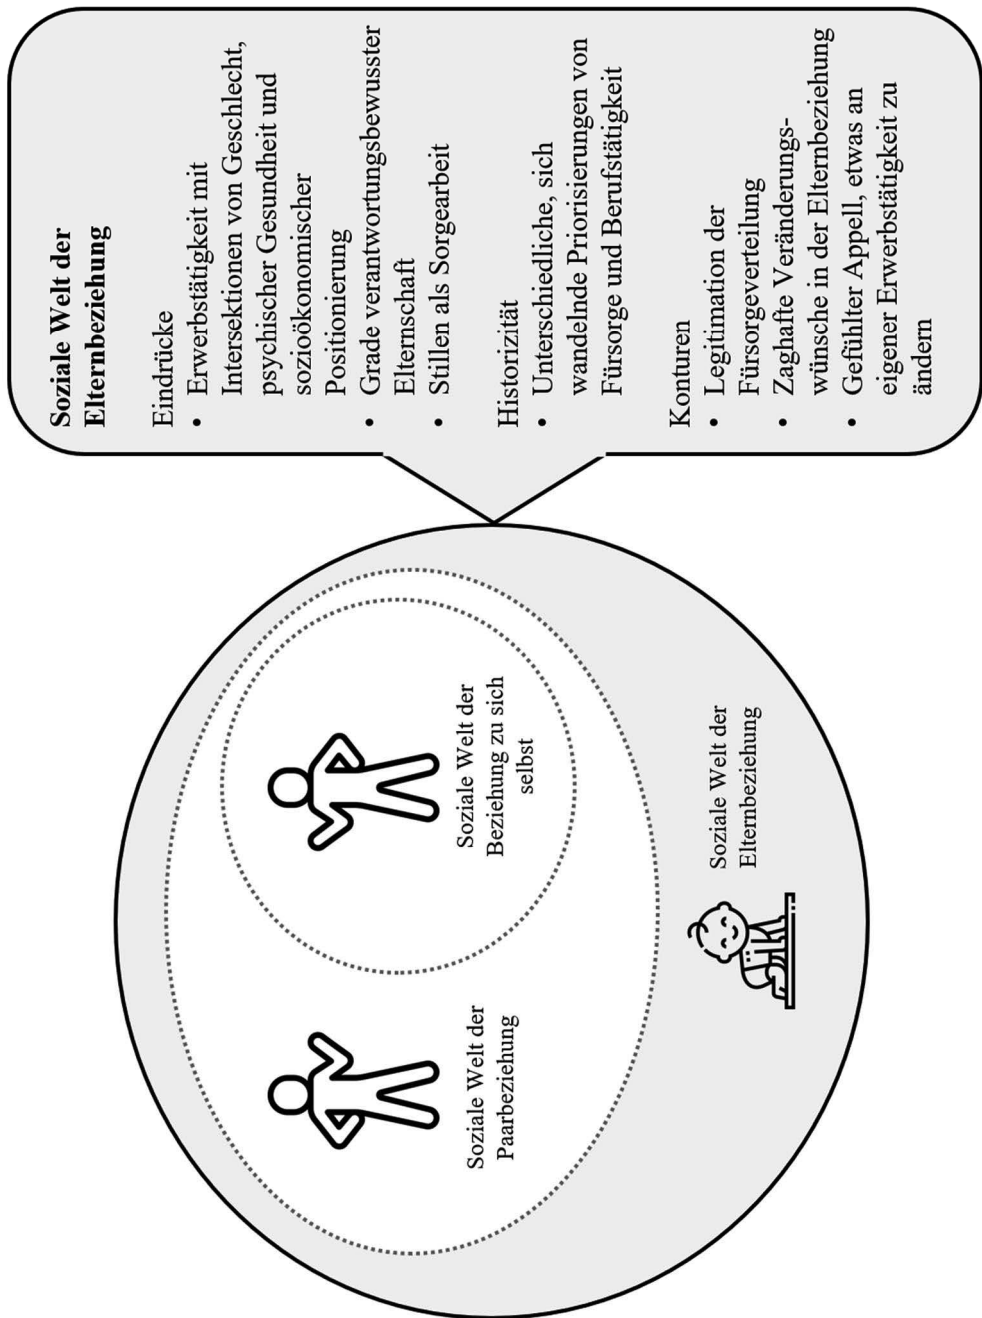 Soziale Welt der
Paarbeziehung
Soziale Welt der
Beziehung zu sich
selbst
Soziale Welt der
Elternbeziehung
Soziale Welt der
Elternbeziehung
Eindrücke
• Erwerbstätigkeit mit
Intersektionen von Geschlecht,
psychischer Gesundheit und
sozioökonomischer
Positionierung
• Grade verantwortungsbewusster
Elternschaft
• Stillen als Sorgearbeit
Historizität
• Unterschiedliche, sich
wandelnde Priorisierungen von
Fürsorge und Berufstätigkeit
Konturen
• Legitimation der
Fürsorgeverteilung
• Zaghafte Veränderungs-
wünsche in der Elternbeziehung
• Gefühlter Appell, etwas an
eigener Erwerbstätigkeit zu
ändern